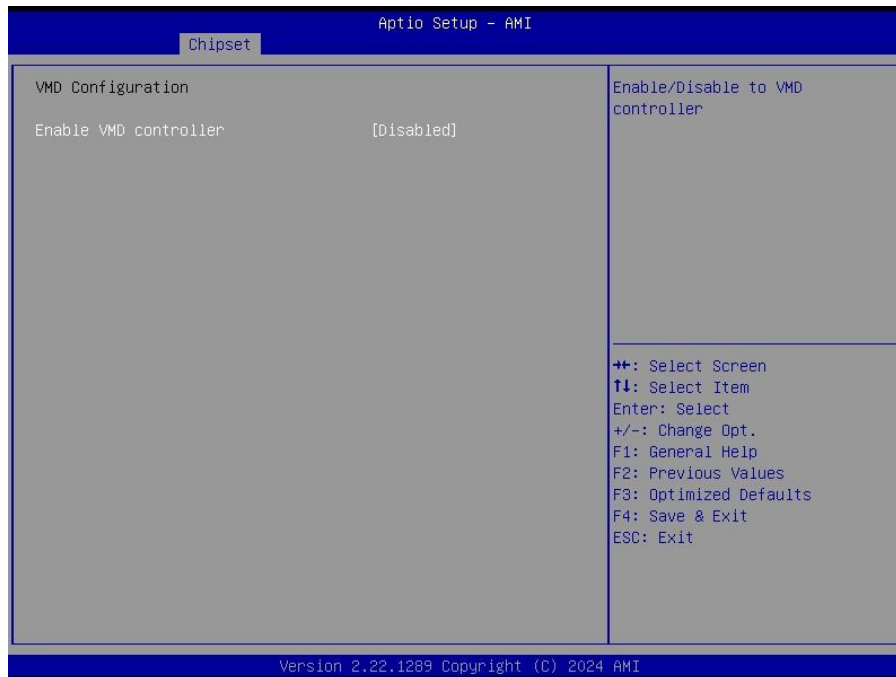 Aptio Setup - AMI
Chipset
VMD Configuration
Enable VMD controller [Disabled]
Enable/Disable to VMD
controller
→←: Select Screen
↑↓: Select Item
Enter: Select
+/-: Change Opt.
F1: General Help
F2: Previous Values
F3: Optimized Defaults
F4: Save & Exit
ESC: Exit
Version 2.22.1289 Copyright (C) 2024 AMI